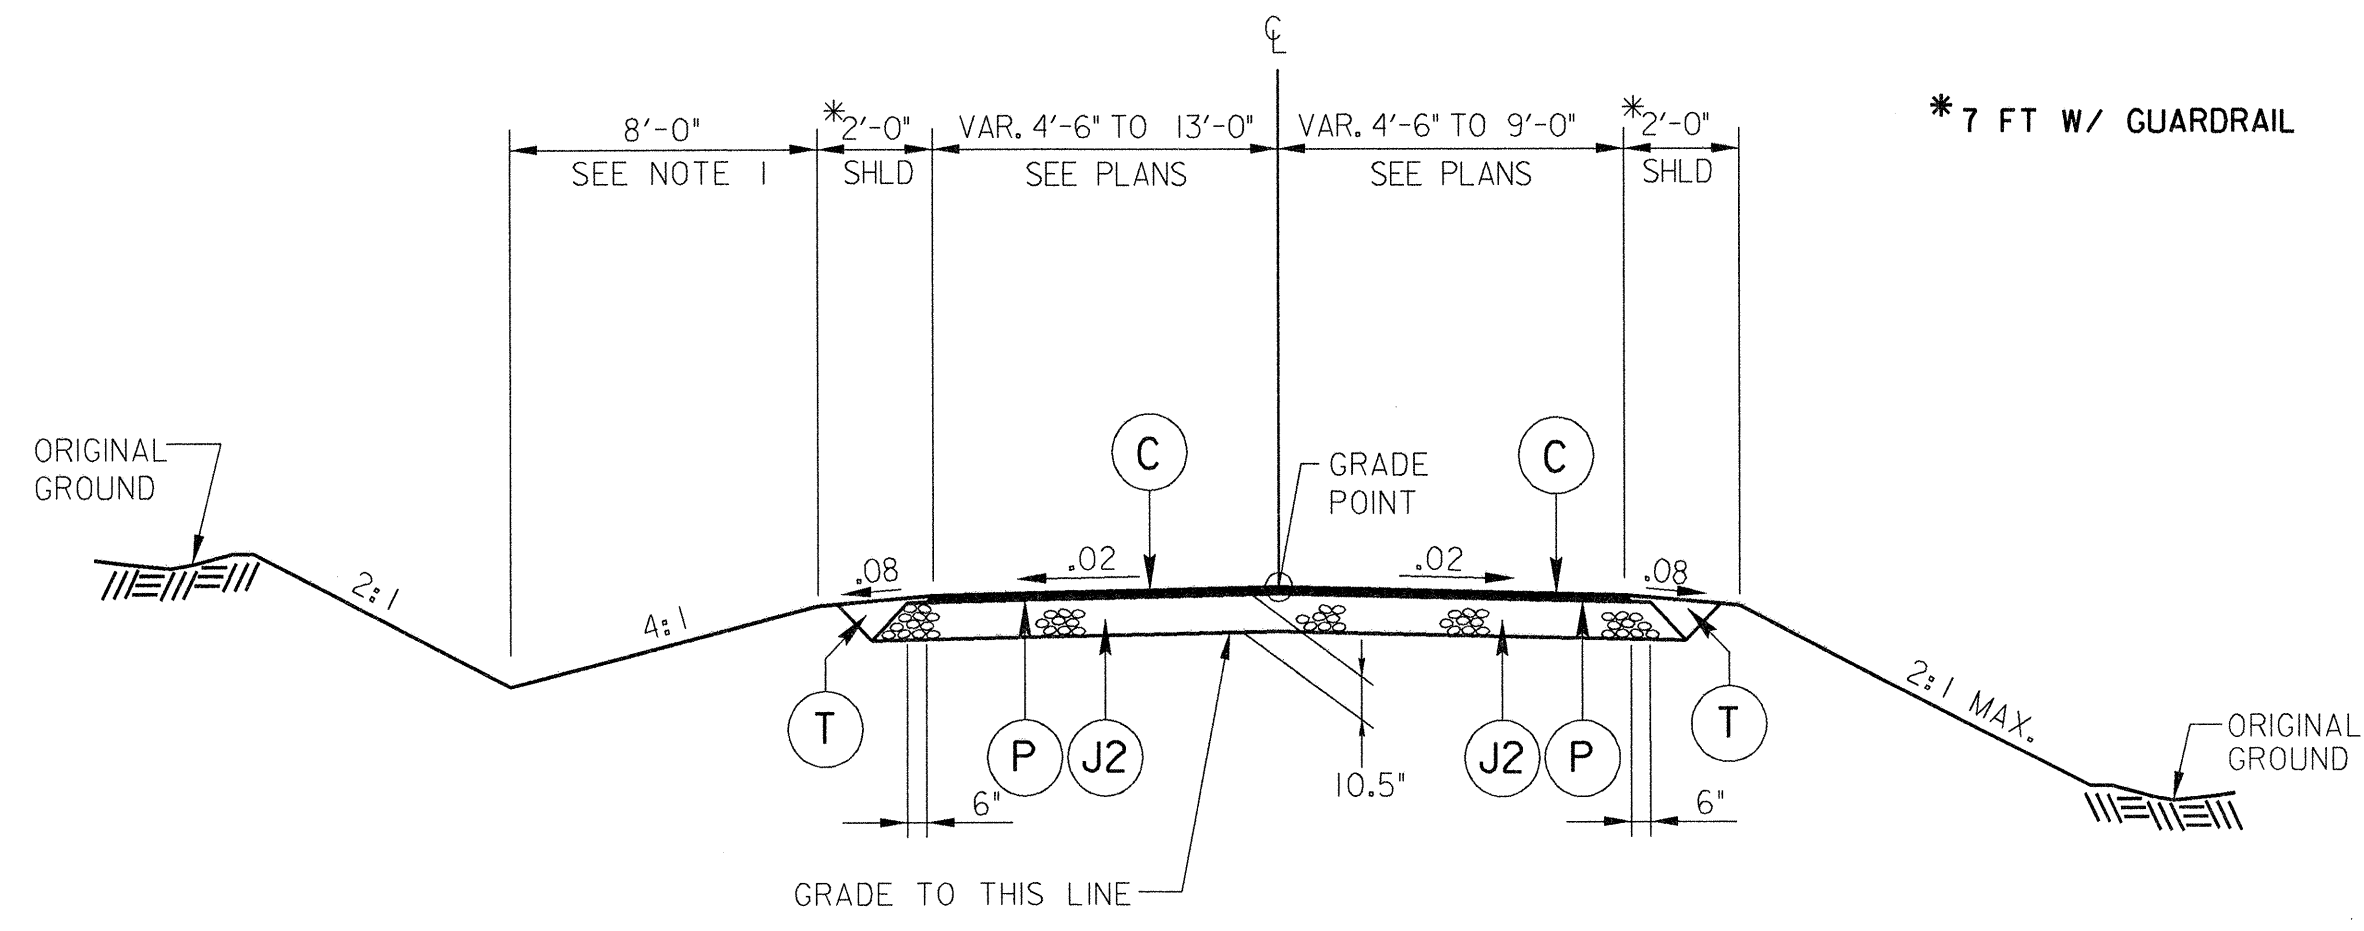 ℄
8'-0"
SEE NOTE 1
*2'-0"
SHLD
VAR. 4'-6" TO 13'-0"
SEE PLANS
VAR. 4'-6" TO 9'-0"
SEE PLANS
*2'-0"
SHLD
*7 FT W/ GUARDRAIL
ORIGINAL
GROUND
C
GRADE
POINT
C
2:1
4:1
.08
.02
.02
.08
2:1 MAX.
T
P
J2
J2
P
T
ORIGINAL
GROUND
6"
10.5"
6"
GRADE TO THIS LINE